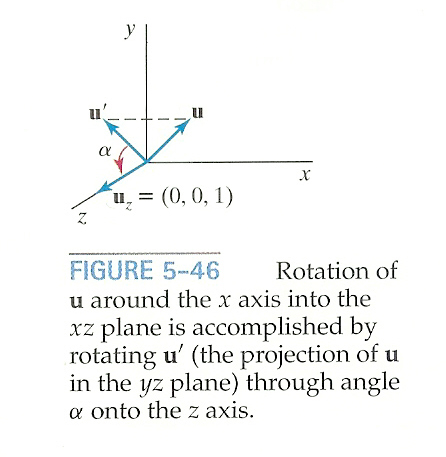 y
u'
u
α
x
u_z = (0, 0, 1)
z
FIGURE 5-46 Rotation of
u around the x axis into the
xz plane is accomplished by
rotating u' (the projection of u
in the yz plane) through angle
α onto the z axis.